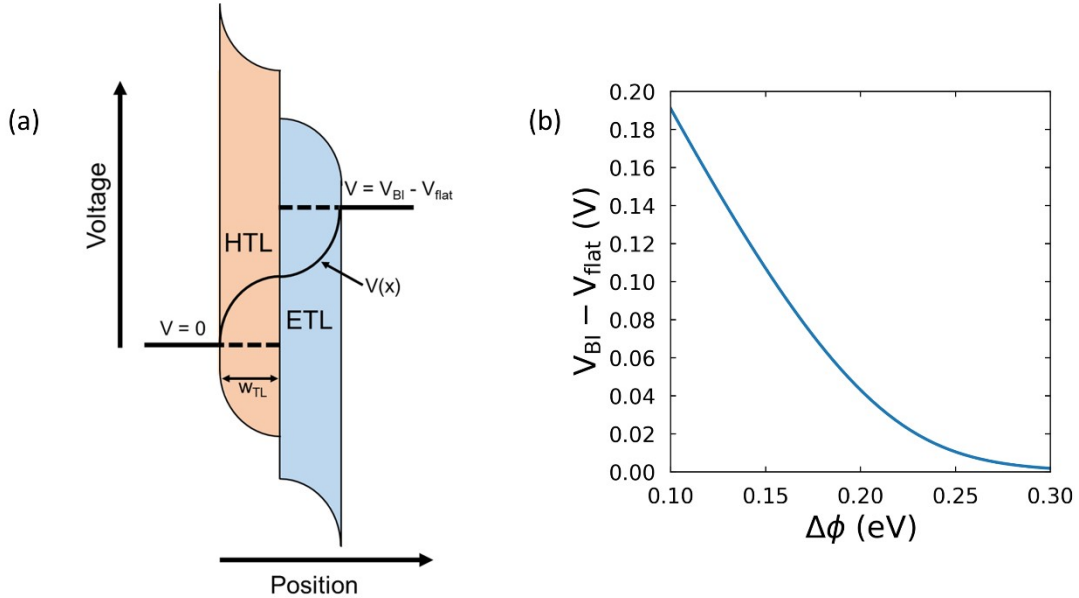 (a)
Voltage
HTL
ETL
V = 0
V = V_BI - V_flat
V(x)
w_TL
Position
(b)
V_BI − V_flat (V)
0.20
0.18
0.16
0.14
0.12
0.10
0.08
0.06
0.04
0.02
0.00
0.10 0.15 0.20 0.25 0.30
Δϕ (eV)